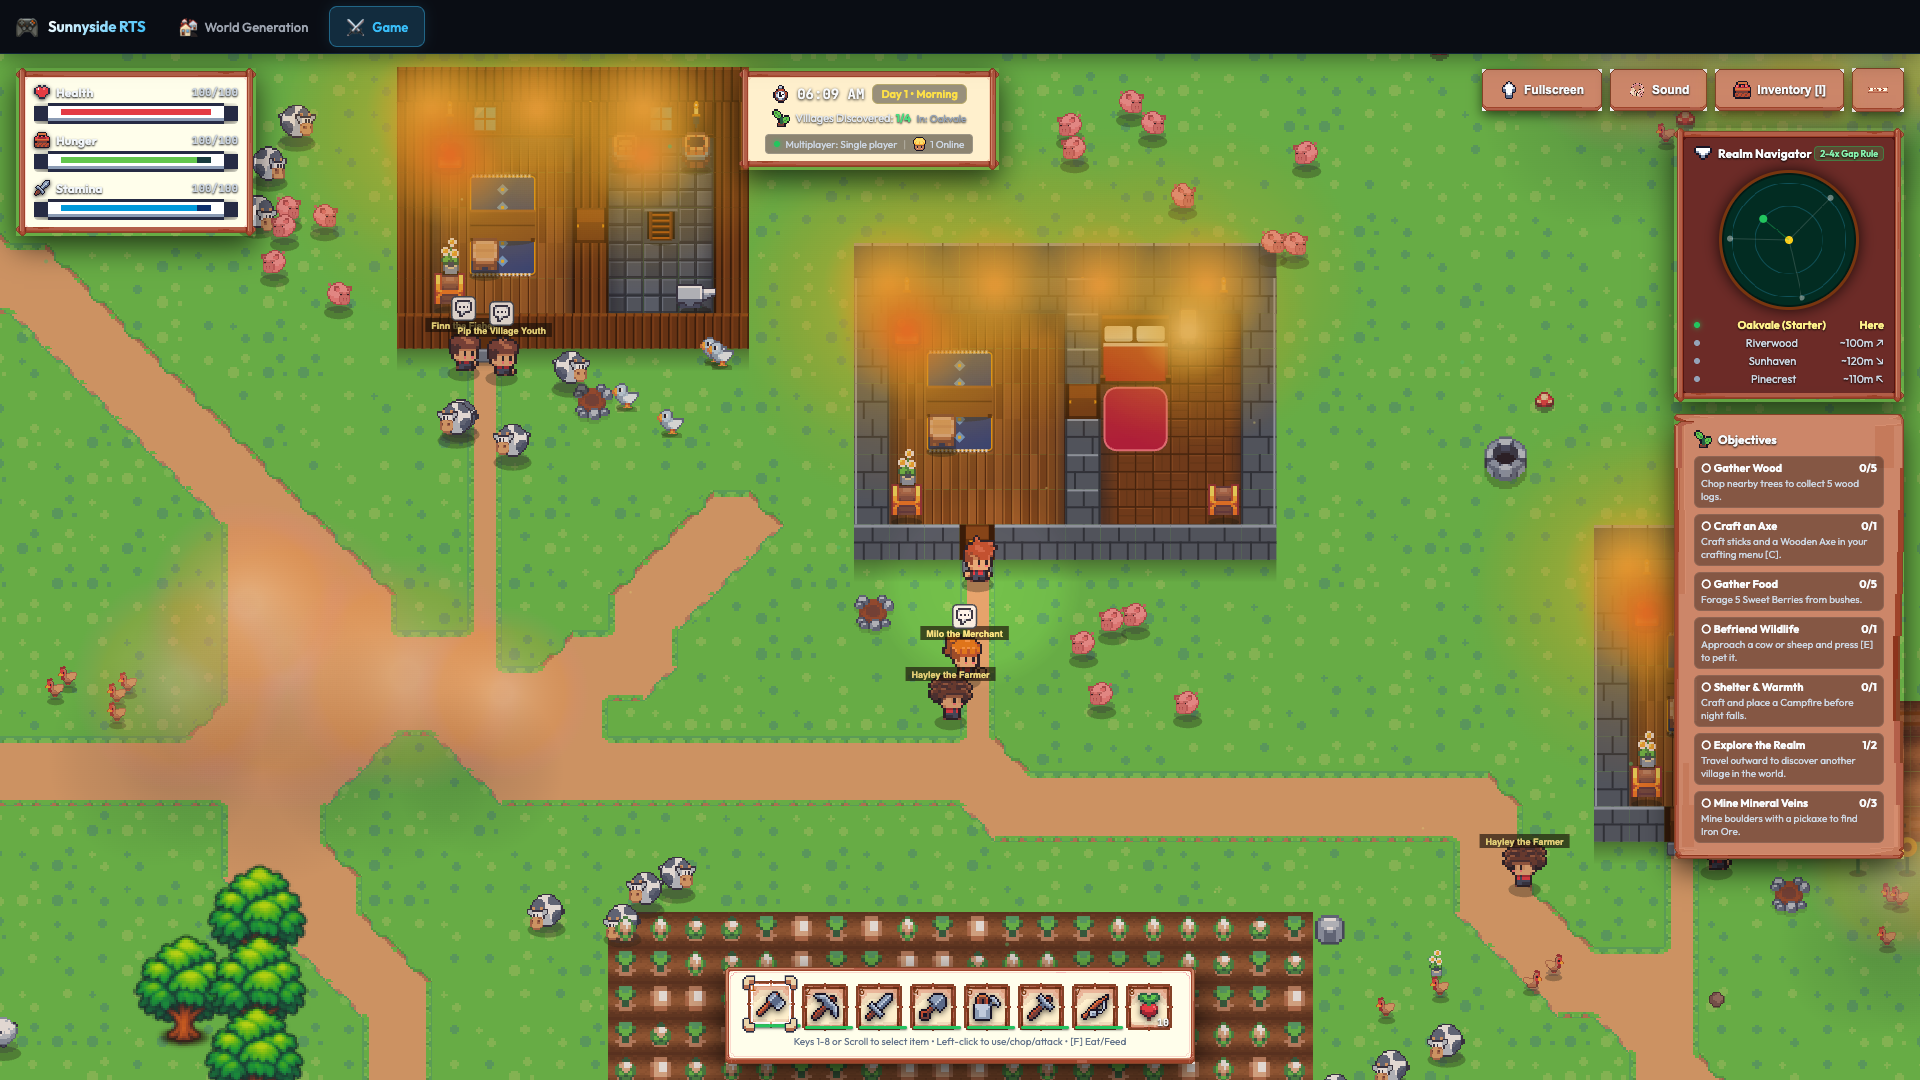 Sunnyside RTS
World Generation
Game
Health 100/100
Hunger 100/100
Stamina 100/100
06:09 AM Day 1 • Morning
Villages Discovered: 1/4 In: Oakvale
Multiplayer: Single player | 1 Online
Fullscreen
Sound
Inventory [I]
Realm Navigator 2-4x Gap Rule
Oakvale (Starter) Here
Riverwood ~100m ↗
Sunhaven ~120m ↘
Pinecrest ~110m ↖
Objectives
Gather Wood 0/5
Chop nearby trees to collect 5 wood
logs.
Craft an Axe 0/1
Craft sticks and a Wooden Axe in your
crafting menu [C].
Gather Food 0/5
Forage 5 Sweet Berries from bushes.
Befriend Wildlife 0/1
Approach a cow or sheep and press [E]
to pet it.
Shelter & Warmth 0/1
Craft and place a Campfire before
night falls.
Explore the Realm 1/2
Travel outward to discover another
village in the world.
Mine Mineral Veins 0/3
Mine boulders with a pickaxe to find
Iron Ore.
Finn
Pip the Village Youth
Milo the Merchant
Hayley the Farmer
Hayley the Farmer
10
Keys 1-8 or Scroll to select item • Left-click to use/chop/attack • [F] Eat/Feed